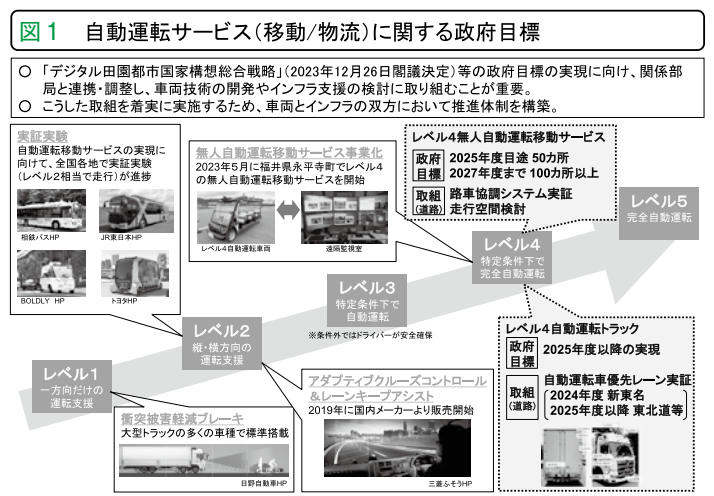 図1 自動運転サービス(移動/物流)に関する政府目標
○ 「デジタル田園都市国家構想総合戦略」(2023年12月26日閣議決定)等の政府目標の実現に向け、関係部
局と連携・調整し、車両技術の開発やインフラ支援の検討に取り組むことが重要。
○ こうした取組を着実に実施するため、車両とインフラの双方において推進体制を構築。
実証実験
自動運転移動サービスの実現に
向けて、全国各地で実証実験
(レベル2相当で走行)が進捗
相鉄バスHP
JR東日本HP
BOLDLY HP
トヨタHP
無人自動運転移動サービス事業化
2023年5月に福井県永平寺町でレベル4
の無人自動運転移動サービスを開始
レベル4自動運転車両
遠隔監視室
レベル4無人自動運転移動サービス
政府
目標
2025年度目途 50カ所
2027年度まで 100カ所以上
取組
(道路)
路車協調システム実証
走行空間検討
レベル5
完全自動運転
レベル4
特定条件下で
完全自動運転
レベル3
特定条件下で
自動運転
※条件外ではドライバーが安全確保
レベル2
縦・横方向の
運転支援
レベル1
一方向だけの
運転支援
衝突被害軽減ブレーキ
大型トラックの多くの車種で標準搭載
日野自動車HP
アダプティブクルーズコントロール
&レーンキープアシスト
2019年に国内メーカーより販売開始
三菱ふそうHP
レベル4自動運転トラック
政府
目標
2025年度以降の実現
取組
(道路)
自動運転車優先レーン実証
2024年度 新東名
2025年度以降 東北道等